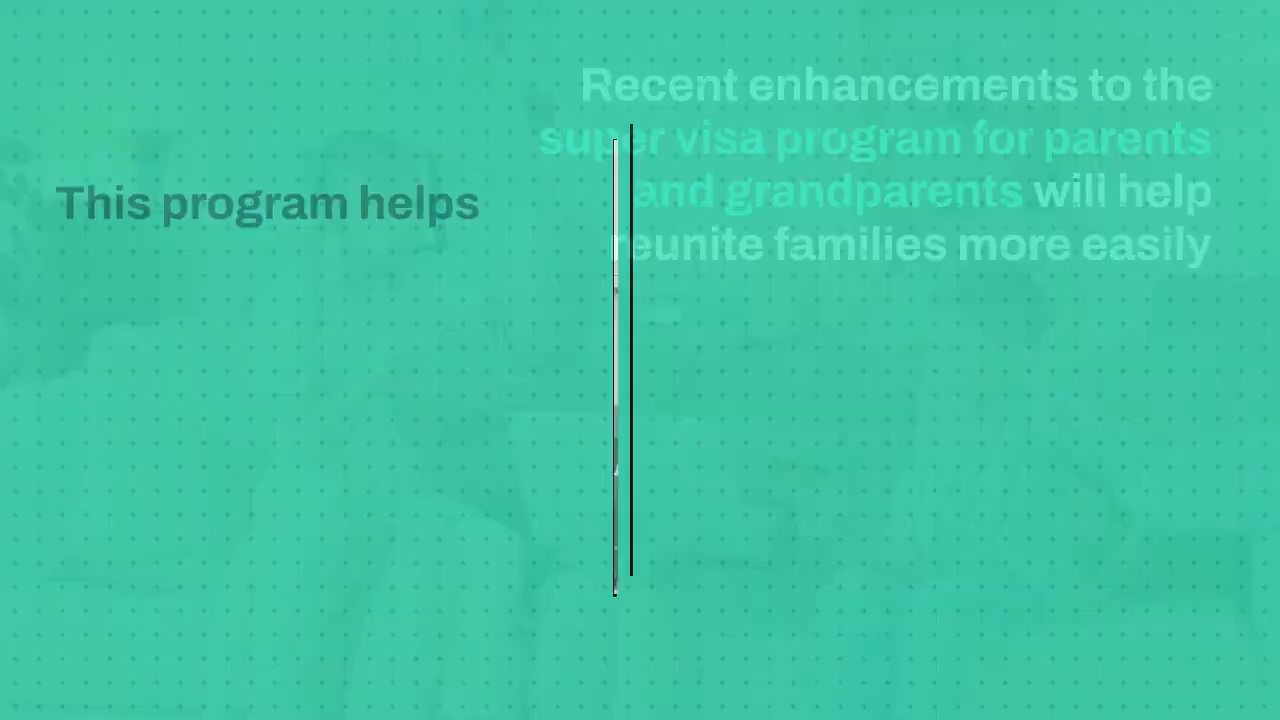 This program helps
Recent enhancements to the
super visa program for parents
and grandparents will help
reunite families more easily